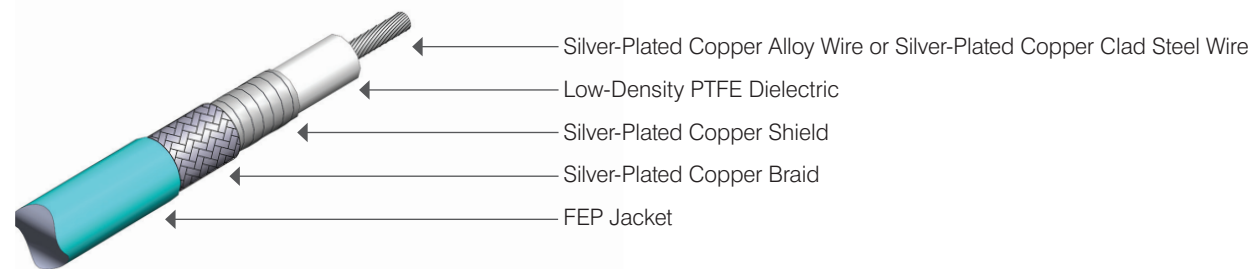 Silver-Plated Copper Alloy Wire or Silver-Plated Copper Clad Steel Wire
Low-Density PTFE Dielectric
Silver-Plated Copper Shield
Silver-Plated Copper Braid
FEP Jacket